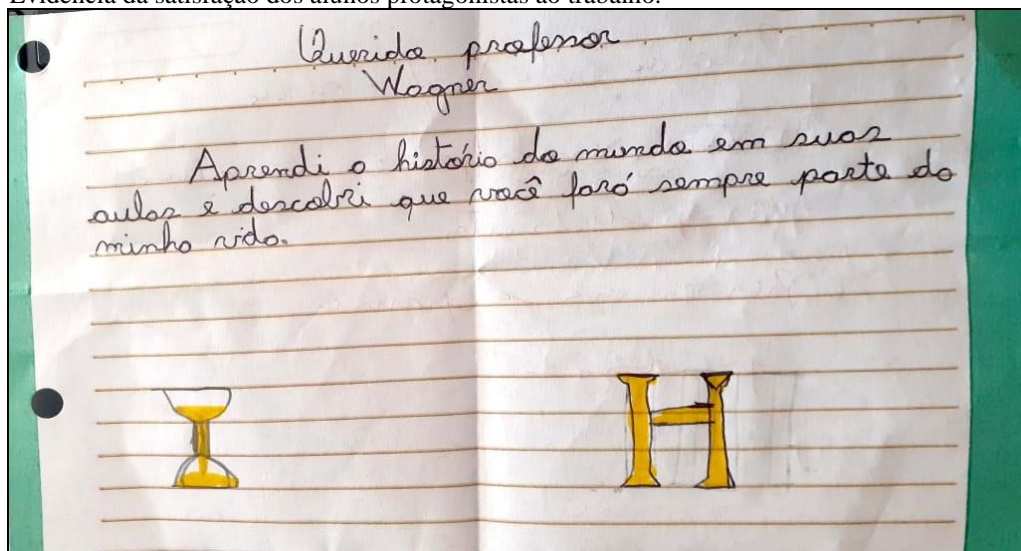 Evidência da satisfação dos alunos protagonistas ao trabalho.
Querido professor
Wagner
Aprendi a história do mundo em suas
aulas e descobri que você fará sempre parte da
minha vida.
H